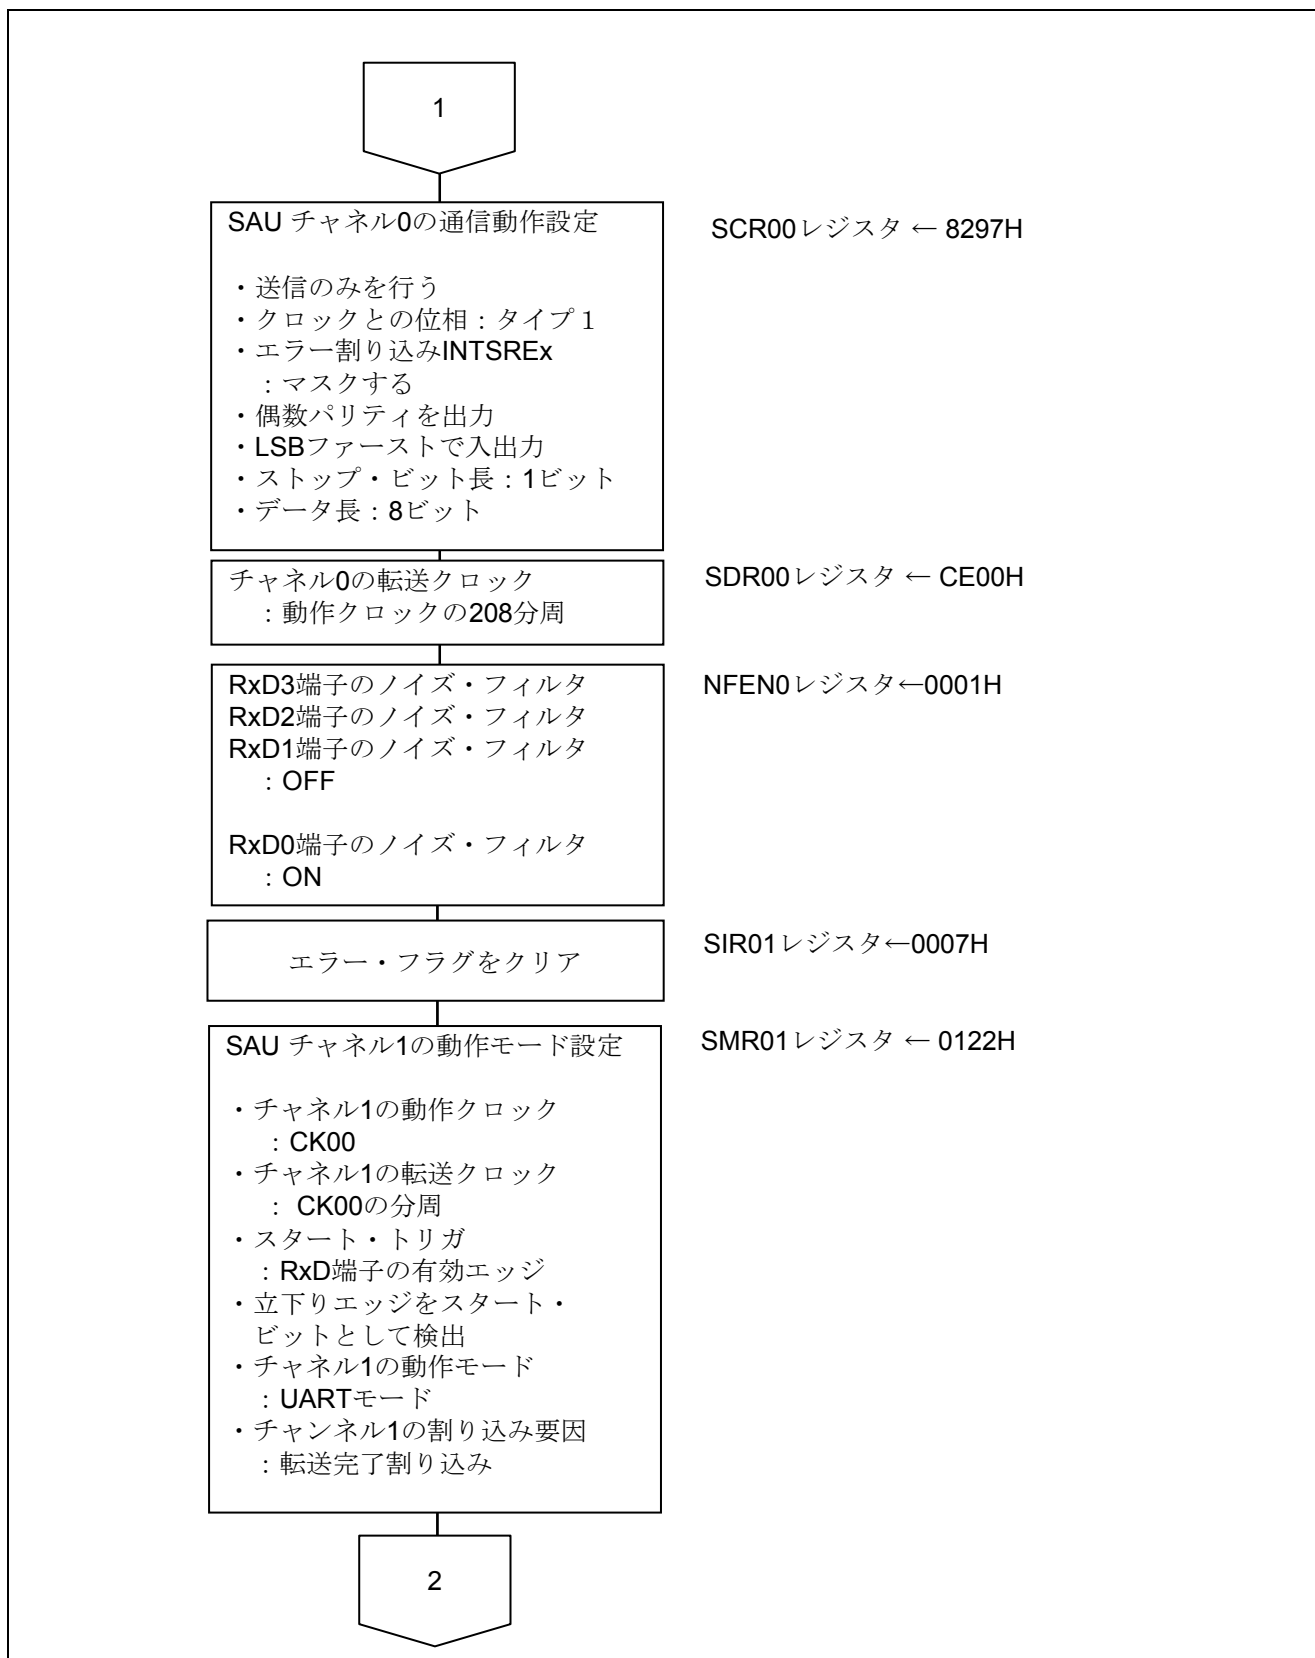 1
SAU チャネル0の通信動作設定
SCR00レジスタ ← 8297H
・送信のみを行う
・クロックとの位相：タイプ１
・エラー割り込みINTSREx
：マスクする
・偶数パリティを出力
・LSBファーストで入出力
・ストップ・ビット長：1ビット
・データ長：8ビット
チャネル0の転送クロック
：動作クロックの208分周
SDR00レジスタ ← CE00H
RxD3端子のノイズ・フィルタ
RxD2端子のノイズ・フィルタ
RxD1端子のノイズ・フィルタ
：OFF
RxD0端子のノイズ・フィルタ
：ON
NFEN0レジスタ←0001H
エラー・フラグをクリア
SIR01レジスタ←0007H
SAU チャネル1の動作モード設定
SMR01レジスタ ← 0122H
・チャネル1の動作クロック
：CK00
・チャネル1の転送クロック
： CK00の分周
・スタート・トリガ
：RxD端子の有効エッジ
・立下りエッジをスタート・
ビットとして検出
・チャネル1の動作モード
：UARTモード
・チャンネル1の割り込み要因
：転送完了割り込み
2